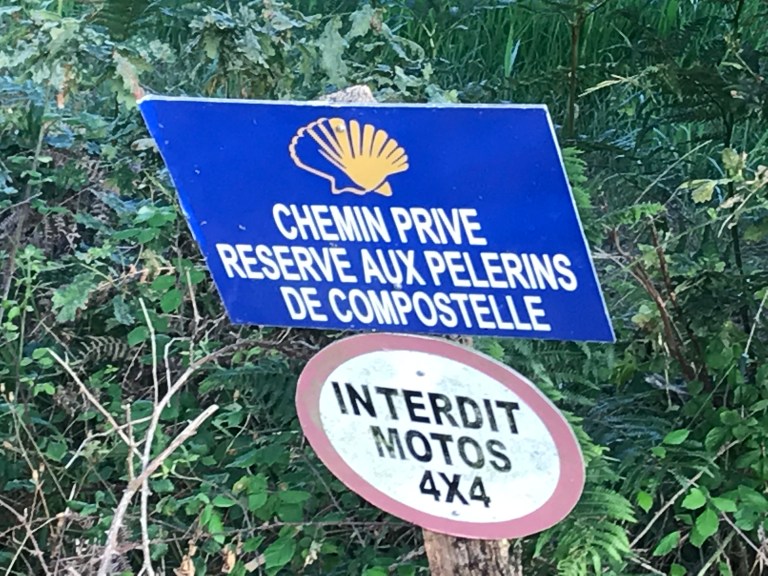 CHEMIN PRIVE
RESERVE AUX PELERINS
DE COMPOSTELLE
INTERDIT
MOTOS
4X4